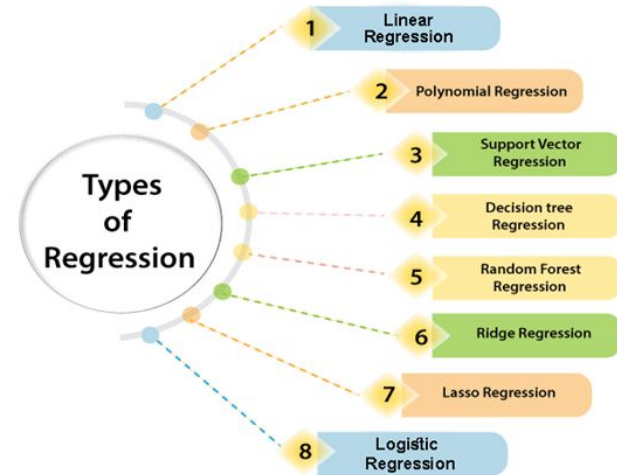 Types
of
Regression
1
Linear
Regression
2
Polynomial Regression
3
Support Vector
Regression
4
Decision tree
Regression
5
Random Forest
Regression
6
Ridge Regression
7
Lasso Regression
8
Logistic
Regression